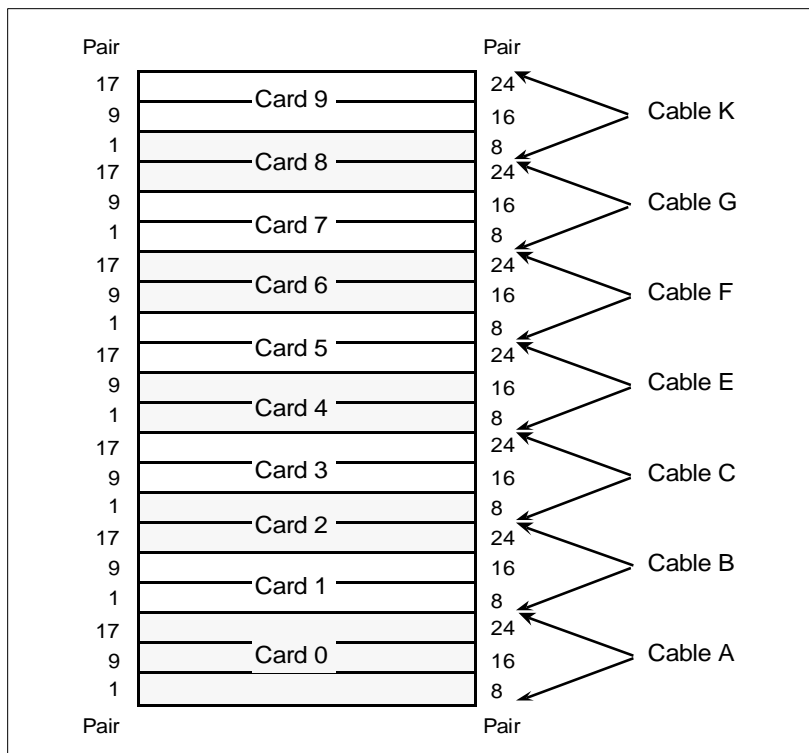 Pair Pair
17 24
Card 9
9 16 Cable K
1 8
17 Card 8 24
9 16 Cable G
1 Card 7 8
17 24
Card 6
9 16 Cable F
1 8
17 Card 5 24
9 16 Cable E
1 Card 4 8
17 24
9 Card 3 16 Cable C
1 8
17 Card 2 24
9 16 Cable B
1 Card 1 8
17 24
9 Card 0 16 Cable A
1 8
Pair Pair